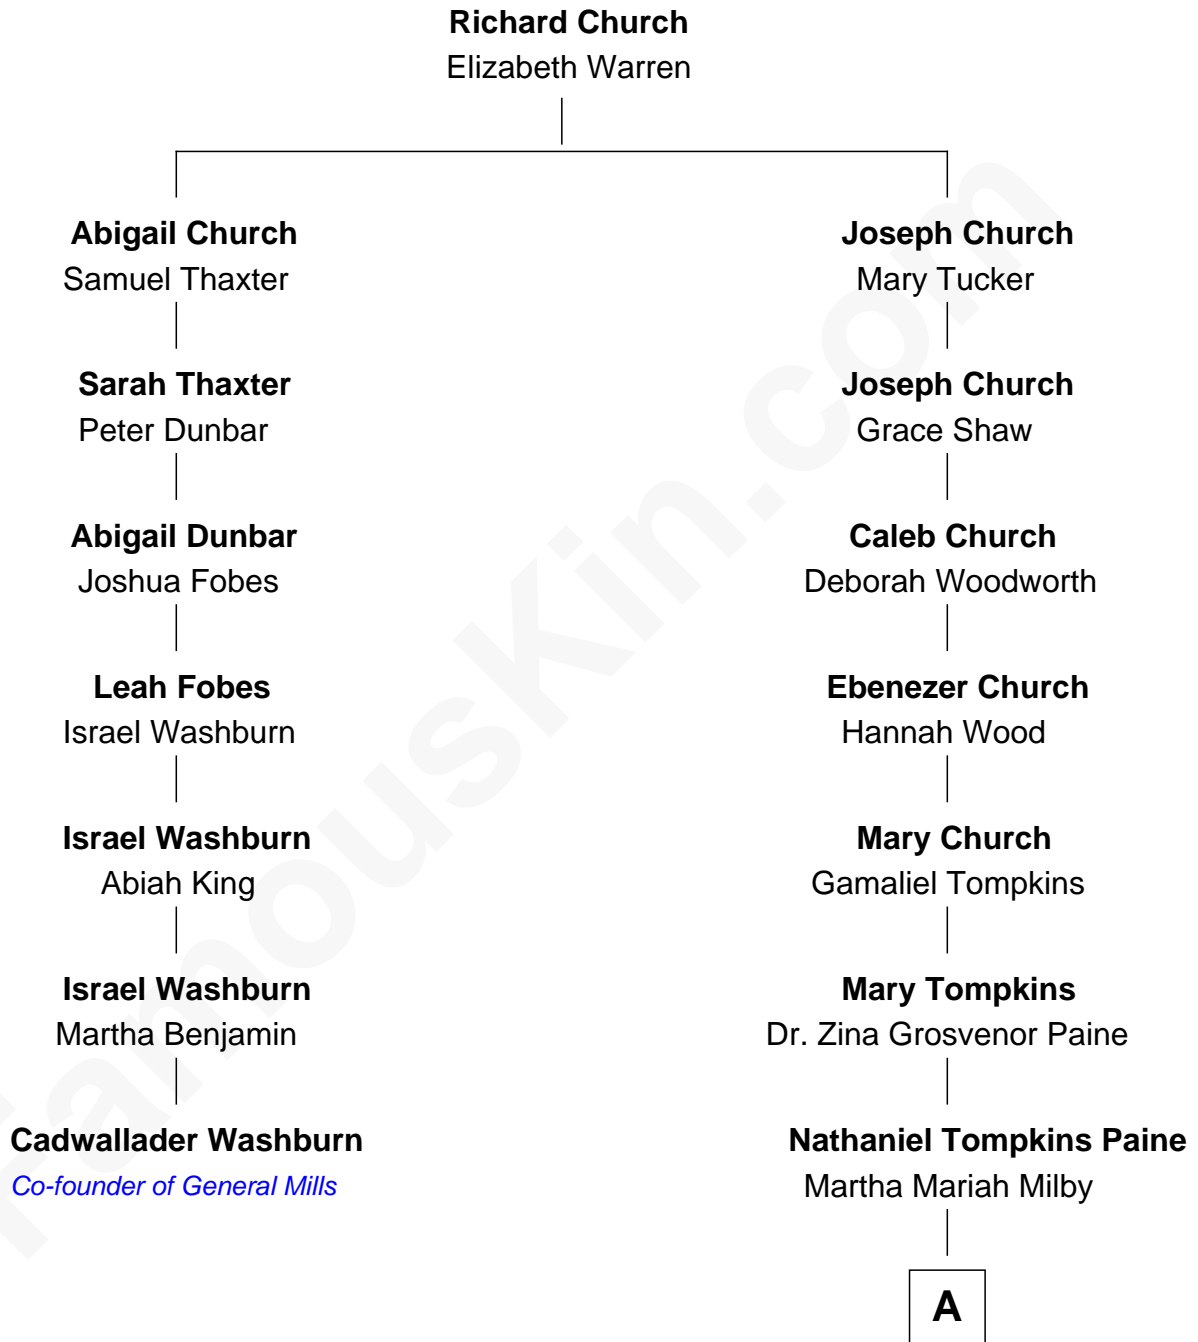 Richard Church
Elizabeth Warren
Abigail Church
Samuel Thaxter
Sarah Thaxter
Peter Dunbar
Abigail Dunbar
Joshua Fobes
Leah Fobes
Israel Washburn
Israel Washburn
Abiah King
Israel Washburn
Martha Benjamin
Cadwallader Washburn
Co-founder of General Mills
Joseph Church
Mary Tucker
Joseph Church
Grace Shaw
Caleb Church
Deborah Woodworth
Ebenezer Church
Hannah Wood
Mary Church
Gamaliel Tompkins
Mary Tompkins
Dr. Zina Grosvenor Paine
Nathaniel Tompkins Paine
Martha Mariah Milby
A
FamousKin.com